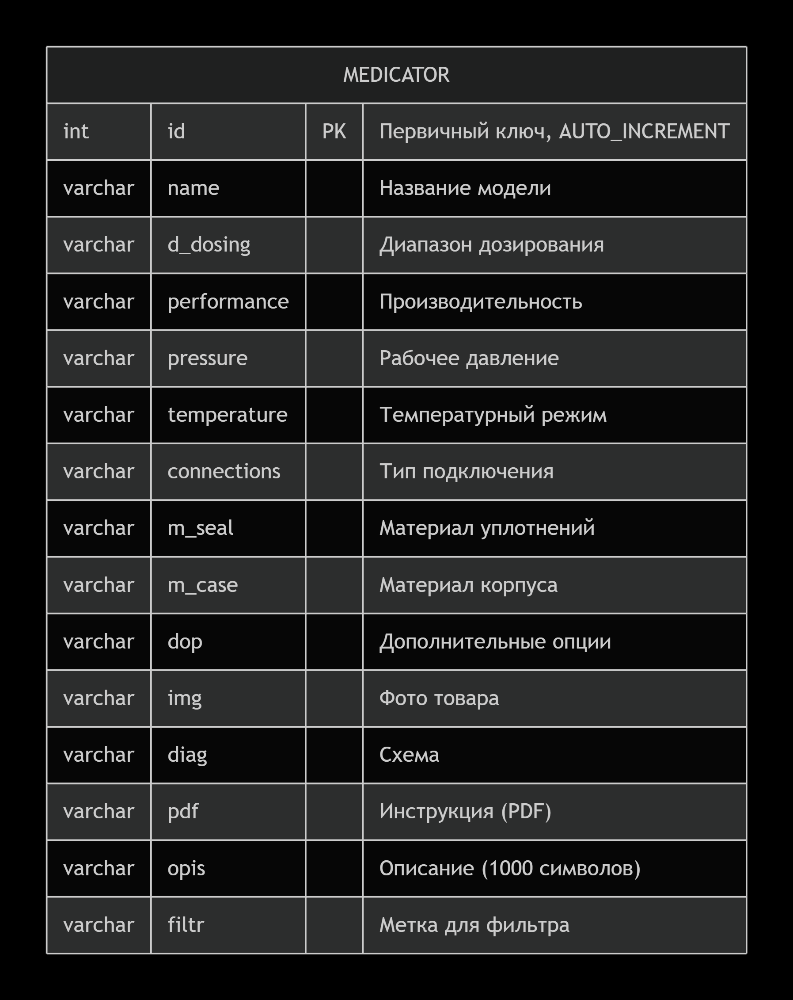 MEDICATOR
int id PK Первичный ключ, AUTO_INCREMENT
varchar name Название модели
varchar d_dosing Диапазон дозирования
varchar performance Производительность
varchar pressure Рабочее давление
varchar temperature Температурный режим
varchar connections Тип подключения
varchar m_seal Материал уплотнений
varchar m_case Материал корпуса
varchar dop Дополнительные опции
varchar img Фото товара
varchar diag Схема
varchar pdf Инструкция (PDF)
varchar opis Описание (1000 символов)
varchar filtr Метка для фильтра